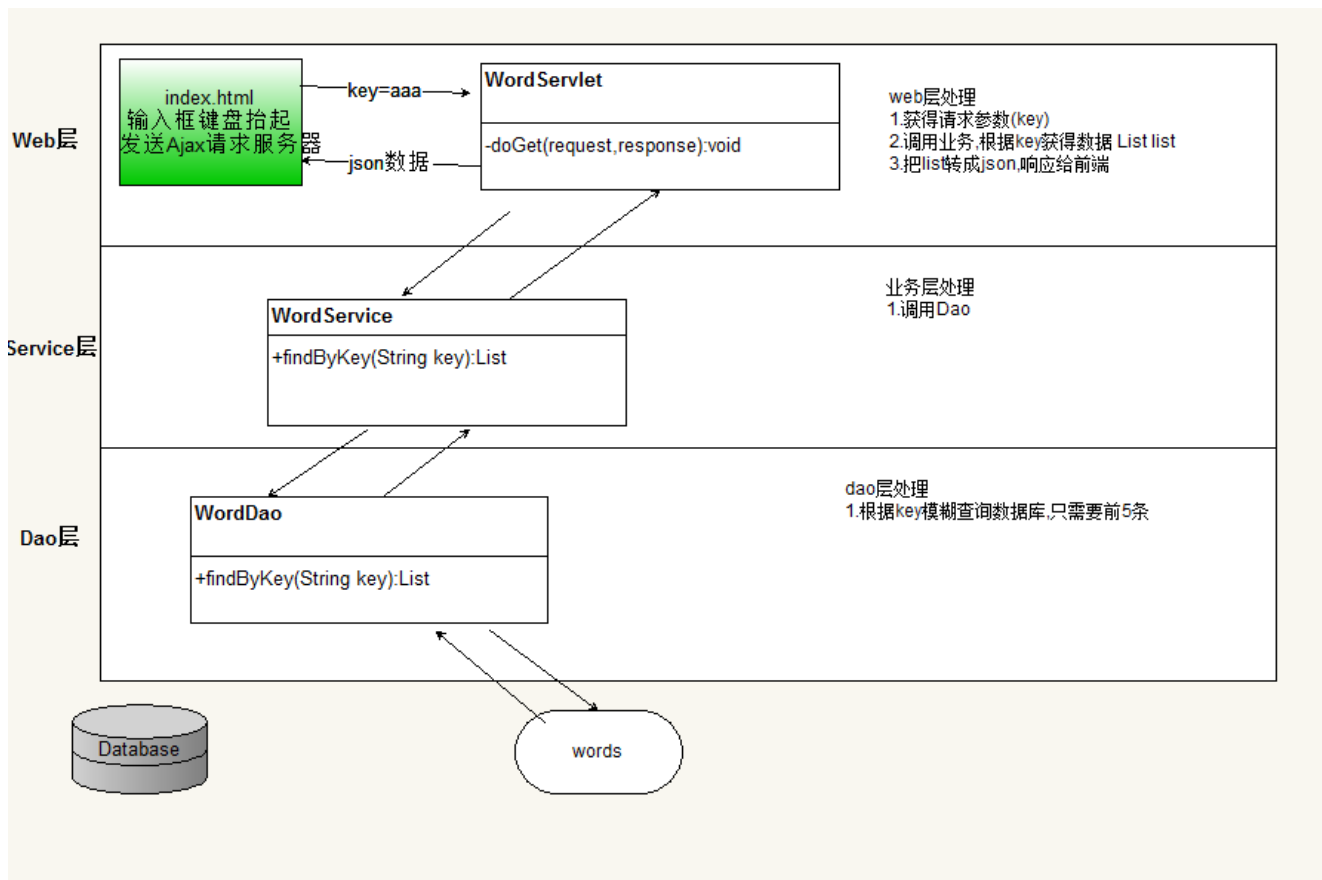 Web层
index.html
输入框键盘抬起
发送Ajax请求服务器
key=aaa
json数据
WordServlet
-doGet(request,response):void
web层处理
1.获得请求参数(key)
2.调用业务,根据key获得数据 List list
3.把list转成json,响应给前端
Service层
WordService
+findByKey(String key):List
业务层处理
1.调用Dao
Dao层
WordDao
+findByKey(String key):List
dao层处理
1.根据key模糊查询数据库,只需要前5条
Database
words